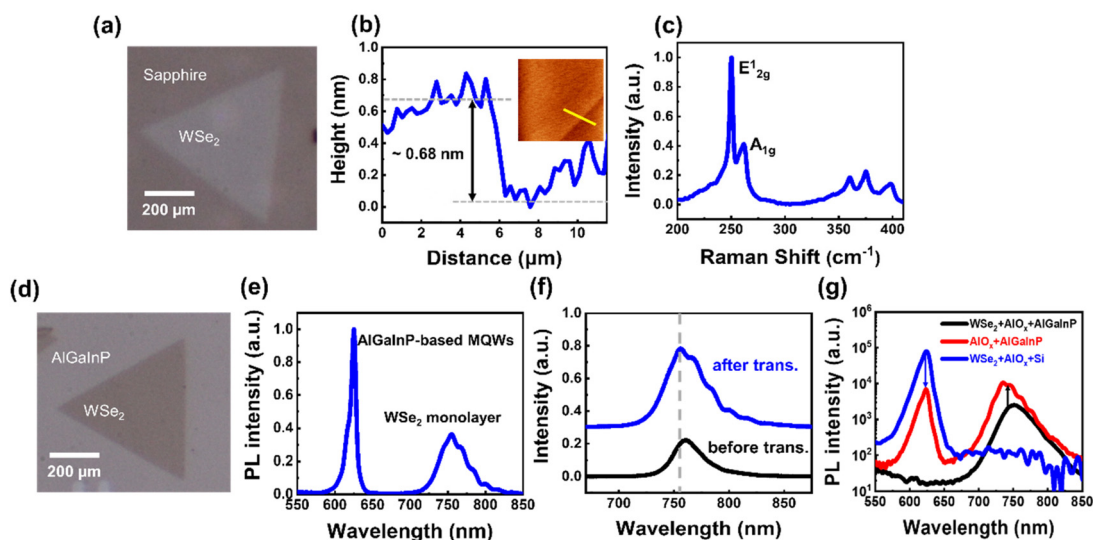 (a)
Sapphire
WSe₂
200 μm
(b)
Height (nm)
1.0
0.8
0.6
0.4
0.2
0.0
~ 0.68 nm
0 2 4 6 8 10
Distance (μm)
(c)
Intensity (a.u.)
1.0
0.8
0.6
0.4
0.2
0.0
E¹₂g
A₁g
200 250 300 350 400
Raman Shift (cm⁻¹)
(d)
AlGaInP
WSe₂
200 μm
(e)
PL intensity (a.u.)
1.0
0.8
0.6
0.4
0.2
0.0
AlGaInP-based MQWs
WSe₂ monolayer
550 600 650 700 750 800 850
Wavelength (nm)
(f)
Intensity (a.u.)
1.0
0.8
0.6
0.4
0.2
0.0
after trans.
before trans.
700 750 800 850
Wavelength (nm)
(g)
PL intensity (a.u.)
10⁶
10⁵
10⁴
10³
10²
10¹
WSe₂+AlOₓ+AlGaInP
AlOₓ+AlGaInP
WSe₂+AlOₓ+Si
550 600 650 700 750 800 850
Wavelength (nm)